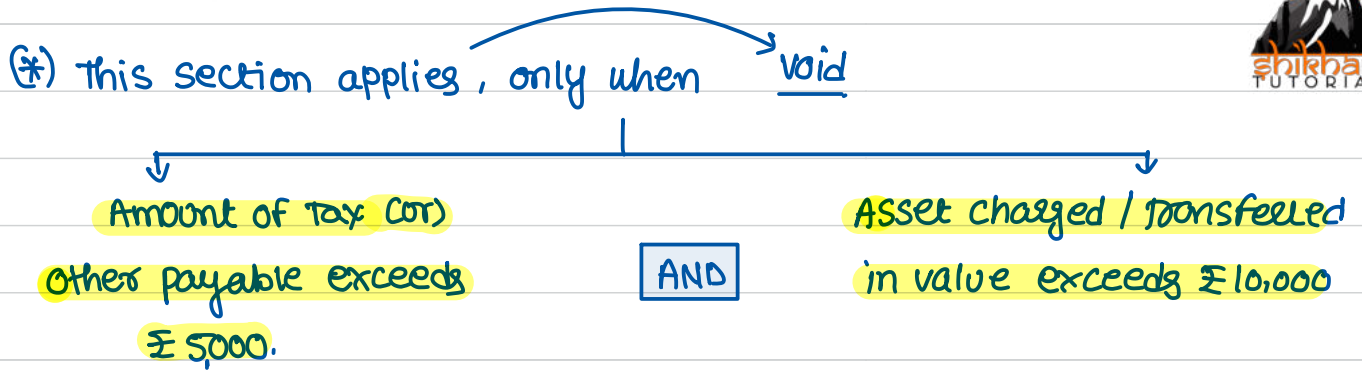 (*) This section applies, only when void
Amount of Tax (or)
other payable exceeds
₹ 5,000.
AND
Asset charged / Transferred
in value exceeds ₹ 10,000
shikha
TUTORIA